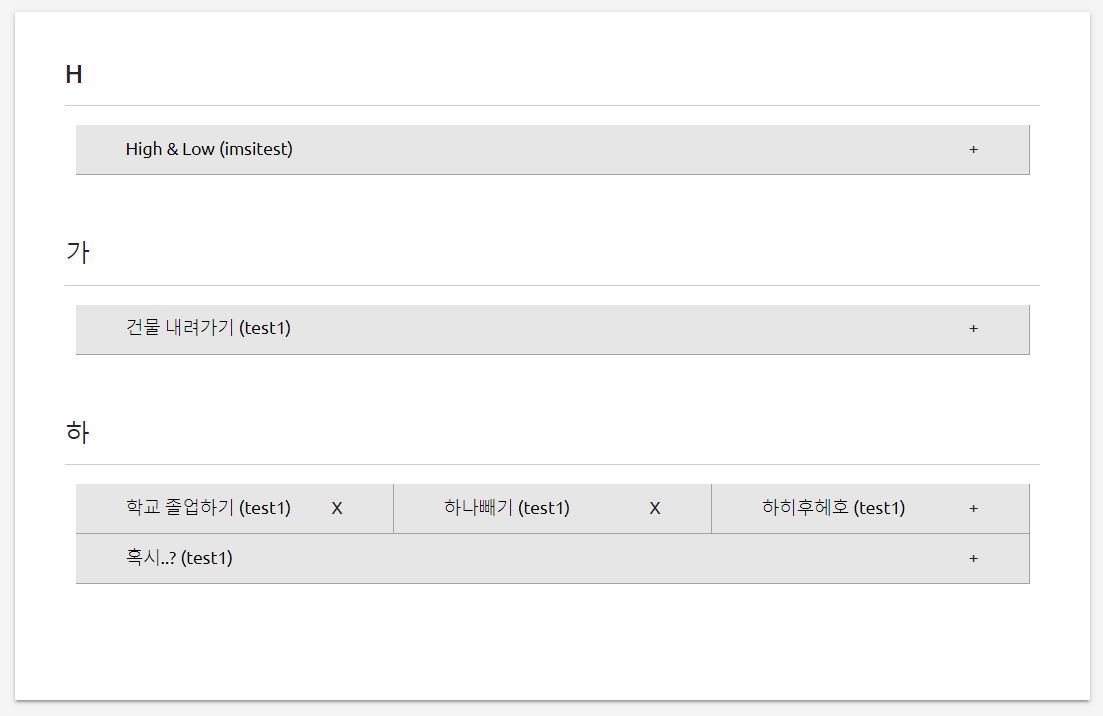 H
High & Low (imsitest) +
가
건물 내려가기 (test1) +
하
학교 졸업하기 (test1) X 하나빼기 (test1) X 하히후헤호 (test1) +
혹시..? (test1) +